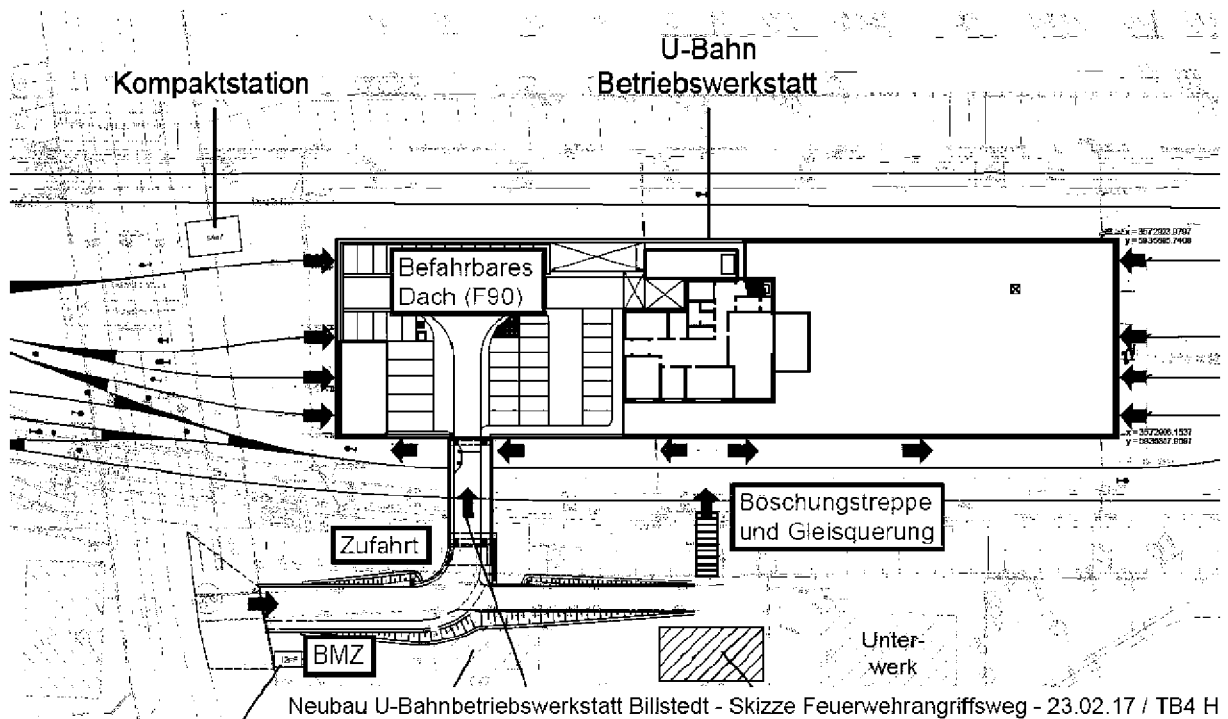 U-Bahn
Betriebswerkstatt
Kompaktstation
Befahrbares
Dach (F90)
Böschungstreppe
und Gleisquerung
Zufahrt
BMZ
Unter-
werk
Neubau U-Bahnbetriebswerkstatt Billstedt - Skizze Feuerwehrangriffsweg - 23.02.17 / TB4 H